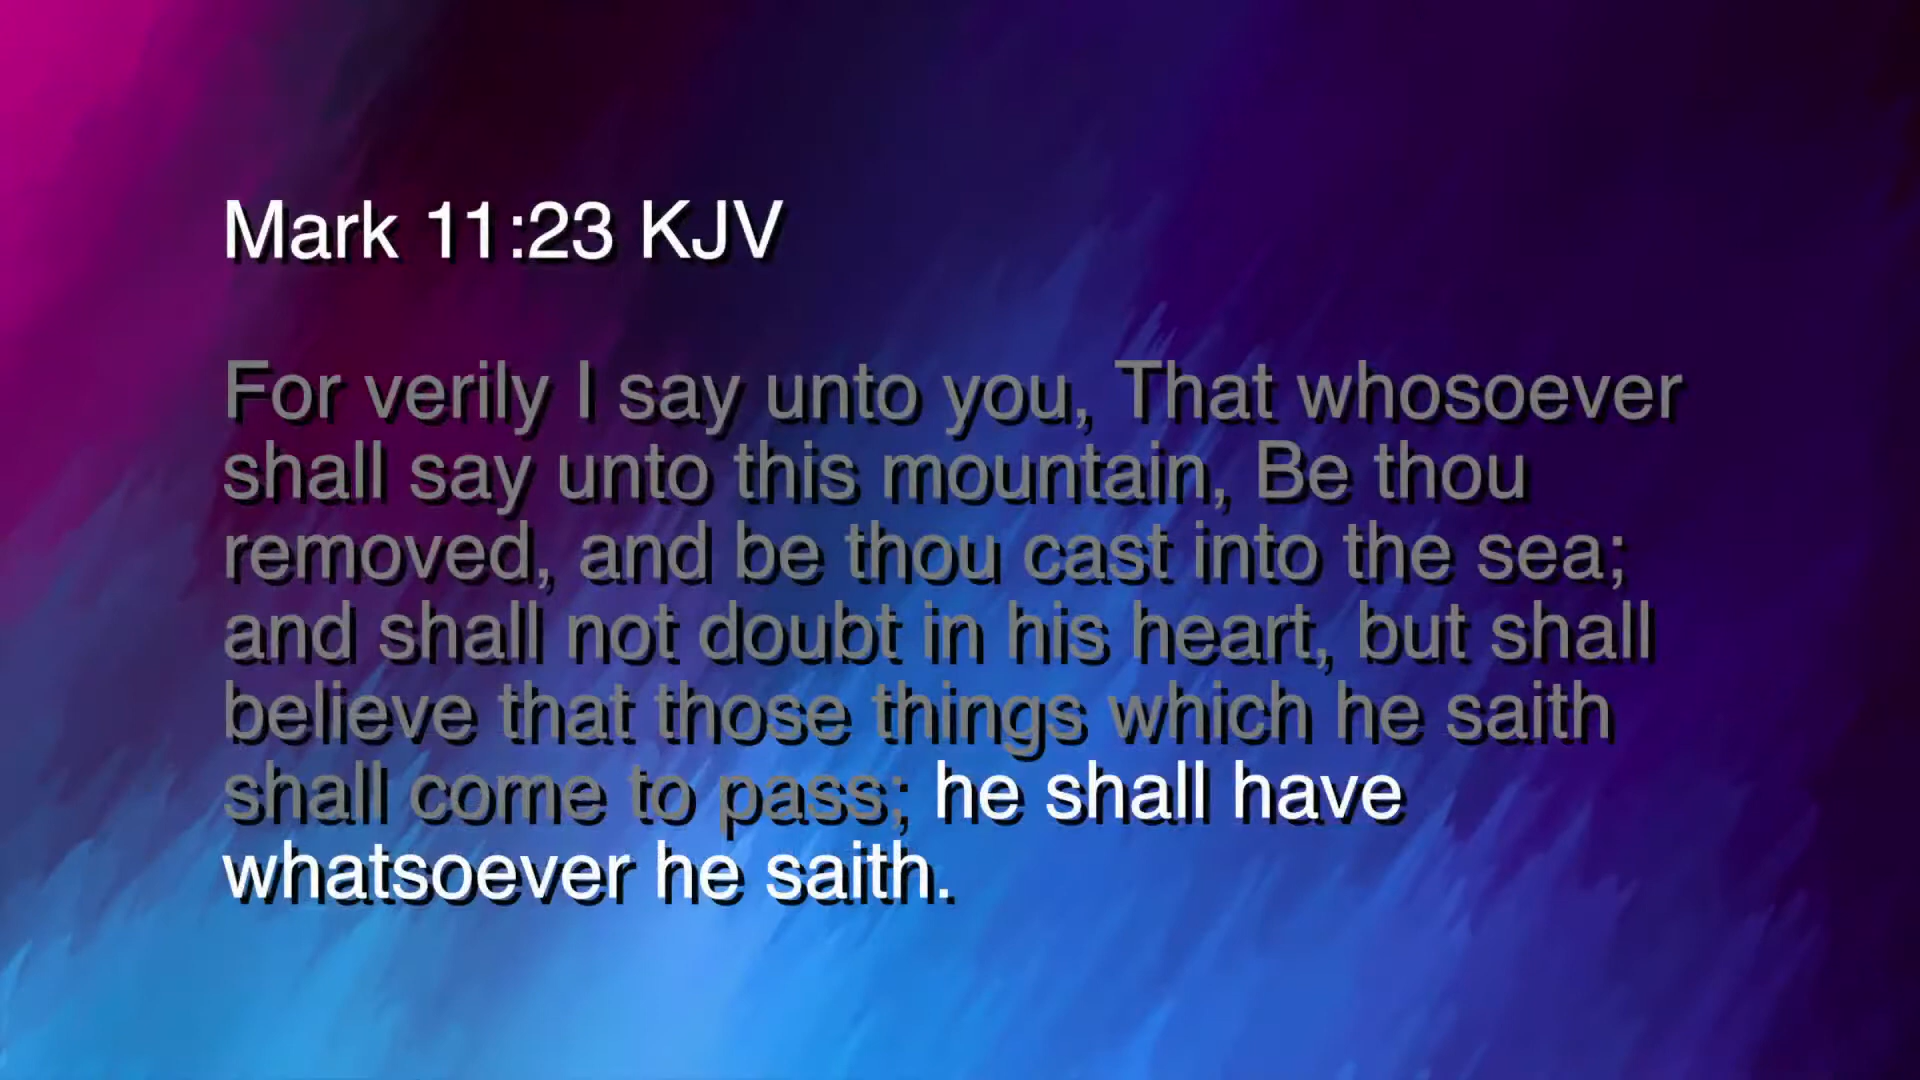 Mark 11:23 KJV
For verily I say unto you, That whosoever
shall say unto this mountain, Be thou
removed, and be thou cast into the sea;
and shall not doubt in his heart, but shall
believe that those things which he saith
shall come to pass; he shall have
whatsoever he saith.